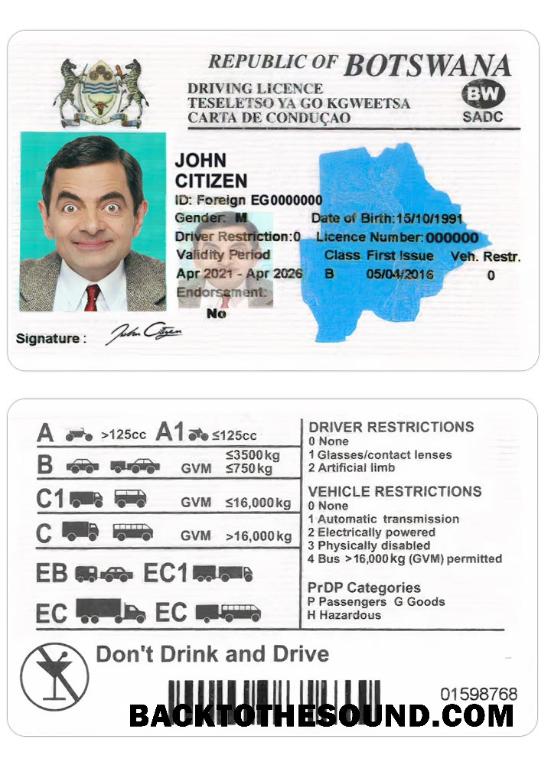 REPUBLIC OF BOTSWANA
DRIVING LICENCE
TESELETSO YA GO KGWEETSA
CARTA DE CONDUÇAO
BW
SADC
JOHN
CITIZEN
ID: Foreign EG0000000
Gender: M Date of Birth:15/10/1991
Driver Restriction:0 Licence Number: 000000
Validity Period Class First Issue Veh. Restr.
Apr 2021 - Apr 2026 B 05/04/2016 0
Endorsement:
No
Signature : John Citizen
A >125cc A1 ≤125cc
B GVM ≤3500kg ≤750kg
C1 GVM ≤16,000kg
C GVM >16,000kg
EB EC1
EC EC
DRIVER RESTRICTIONS
0 None
1 Glasses/contact lenses
2 Artificial limb
VEHICLE RESTRICTIONS
0 None
1 Automatic transmission
2 Electrically powered
3 Physically disabled
4 Bus >16,000kg (GVM) permitted
PrDP Categories
P Passengers G Goods
H Hazardous
Don't Drink and Drive
01598768
BACKTOTHESOUND.COM